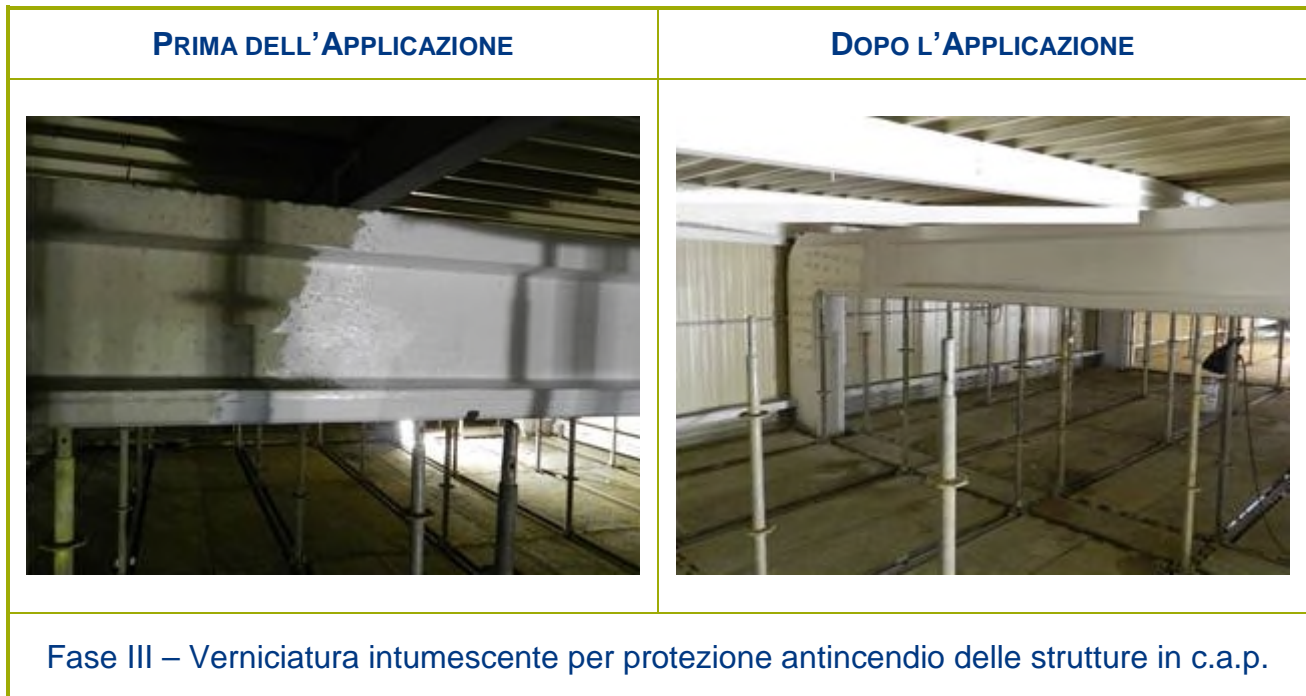 PRIMA DELL'APPLICAZIONE
DOPO L'APPLICAZIONE
Fase III – Verniciatura intumescente per protezione antincendio delle strutture in c.a.p.